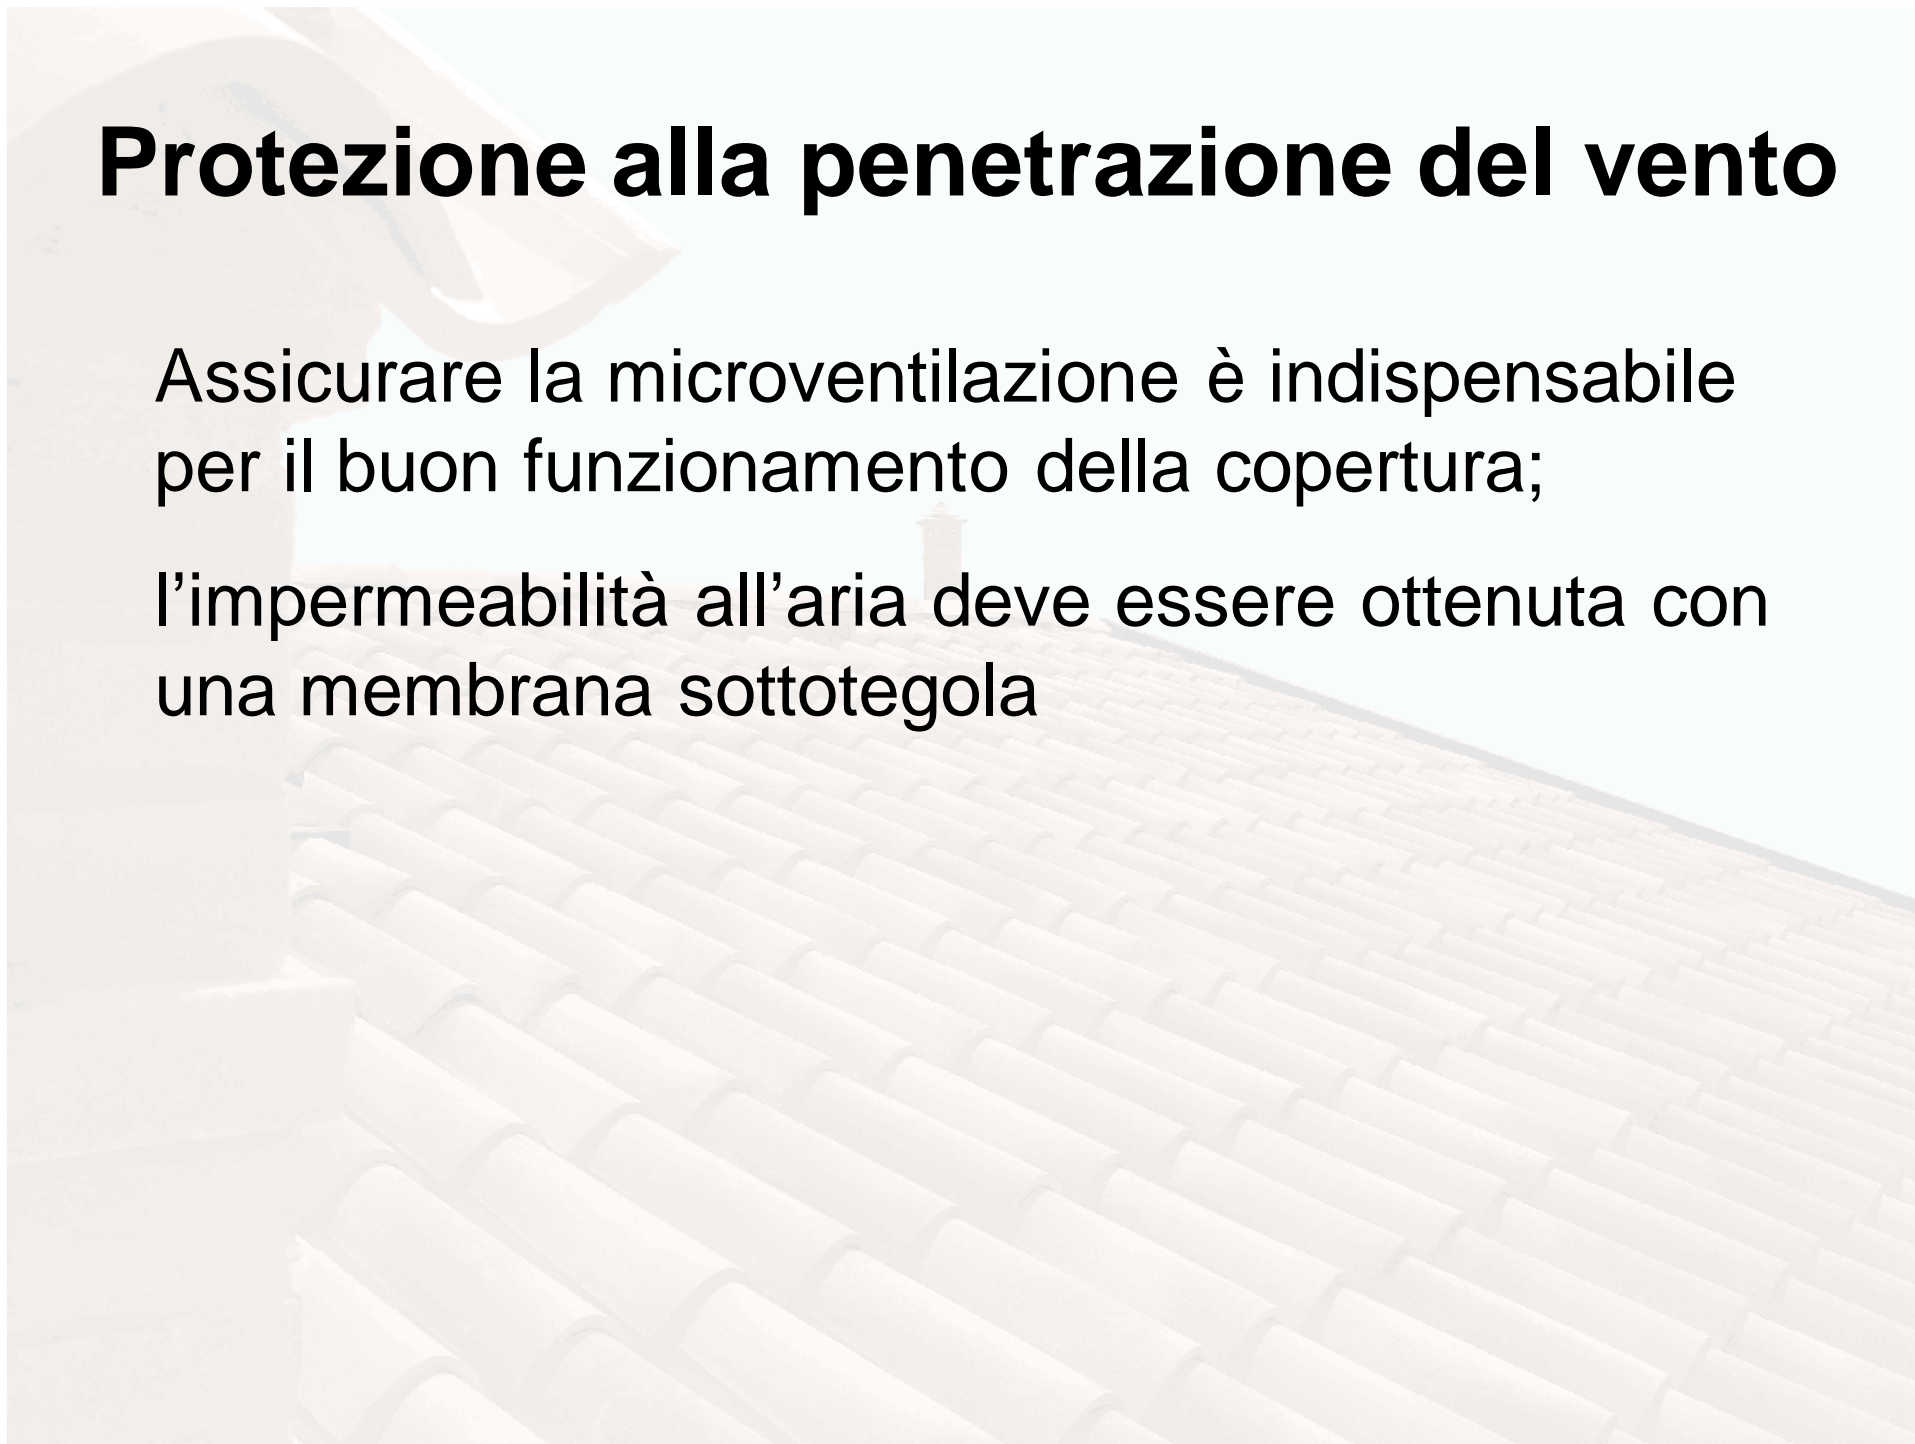 Protezione alla penetrazione del vento
Assicurare la microventilazione è indispensabile
per il buon funzionamento della copertura;
l’impermeabilità all’aria deve essere ottenuta con
una membrana sottotegola